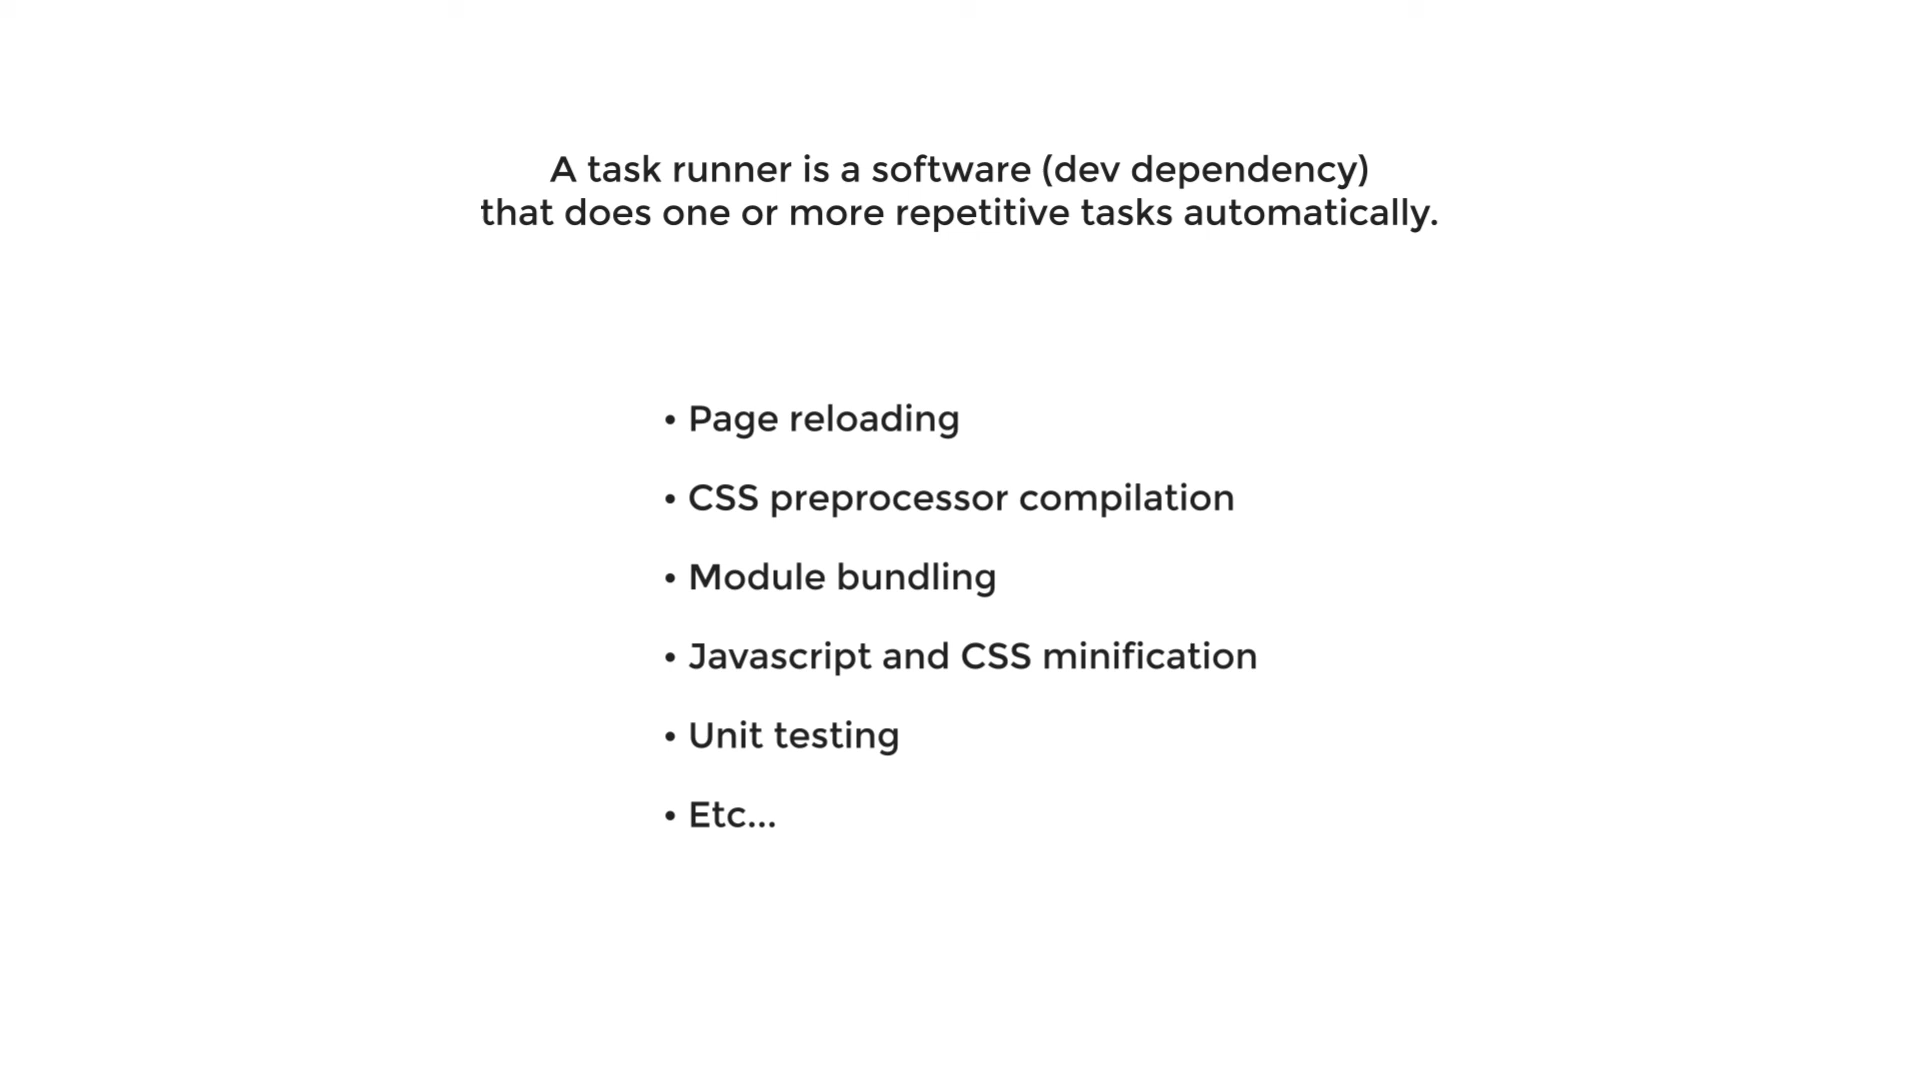 A task runner is a software (dev dependency)
that does one or more repetitive tasks automatically.
• Page reloading
• CSS preprocessor compilation
• Module bundling
• Javascript and CSS minification
• Unit testing
• Etc...